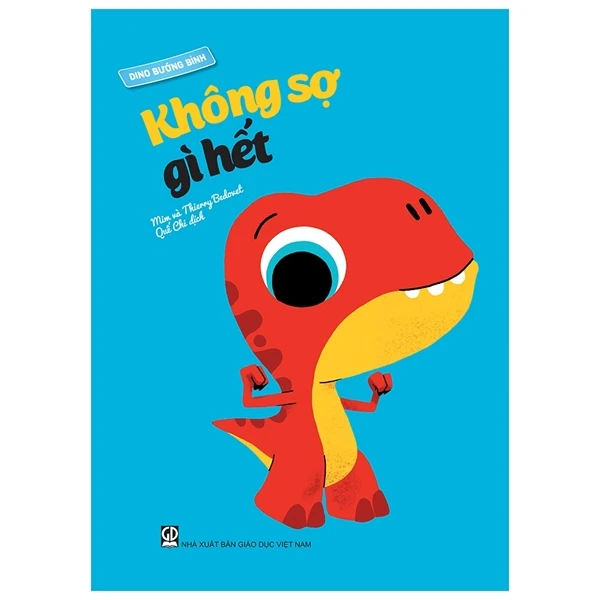 DINO BƯỚNG BỈNH
Không sợ
gì hết
Mim và Thierry Bedouet
Quế Chi dịch
GD
NHÀ XUẤT BẢN GIÁO DỤC VIỆT NAM